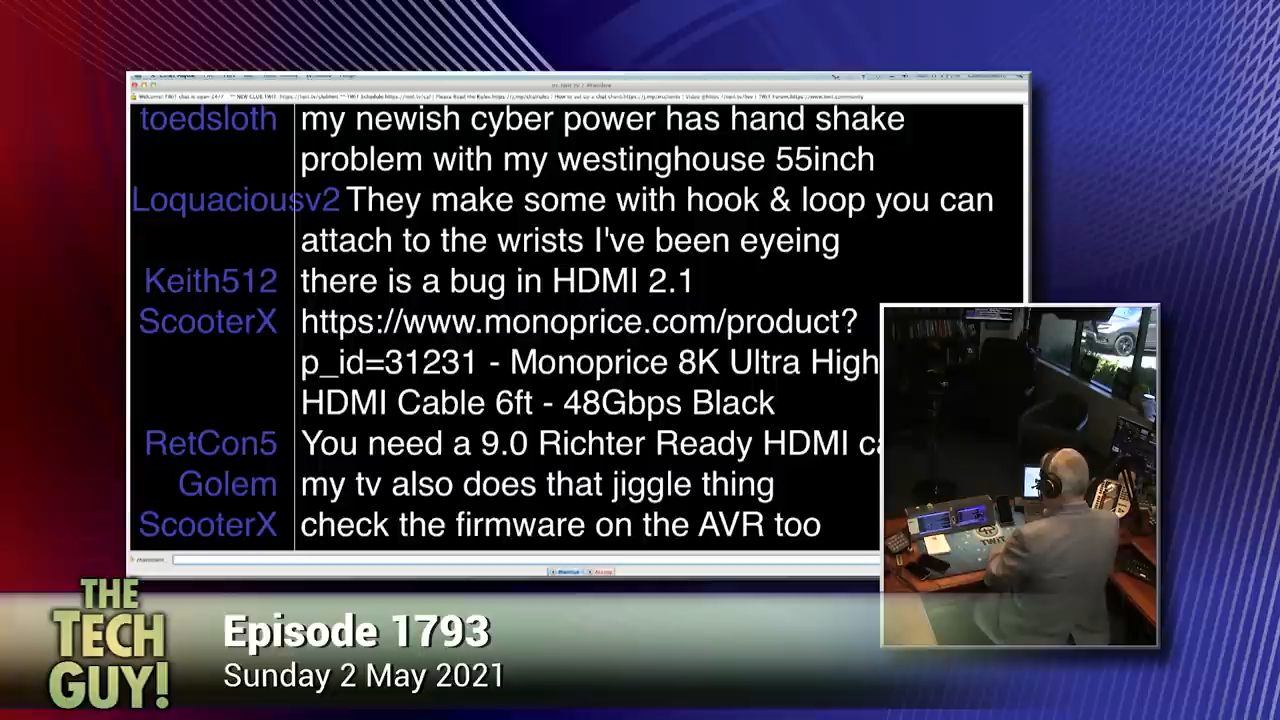 toedsloth my newish cyber power has hand shake
problem with my westinghouse 55inch
Loquaciousv2 They make some with hook & loop you can
attach to the wrists I've been eyeing
Keith512 there is a bug in HDMI 2.1
ScooterX https://www.monoprice.com/product?
p_id=31231 - Monoprice 8K Ultra High
HDMI Cable 6ft - 48Gbps Black
RetCon5 You need a 9.0 Richter Ready HDMI
Golem my tv also does that jiggle thing
ScooterX check the firmware on the AVR too
TWiT
THE
TECH
GUY!
Episode 1793
Sunday 2 May 2021